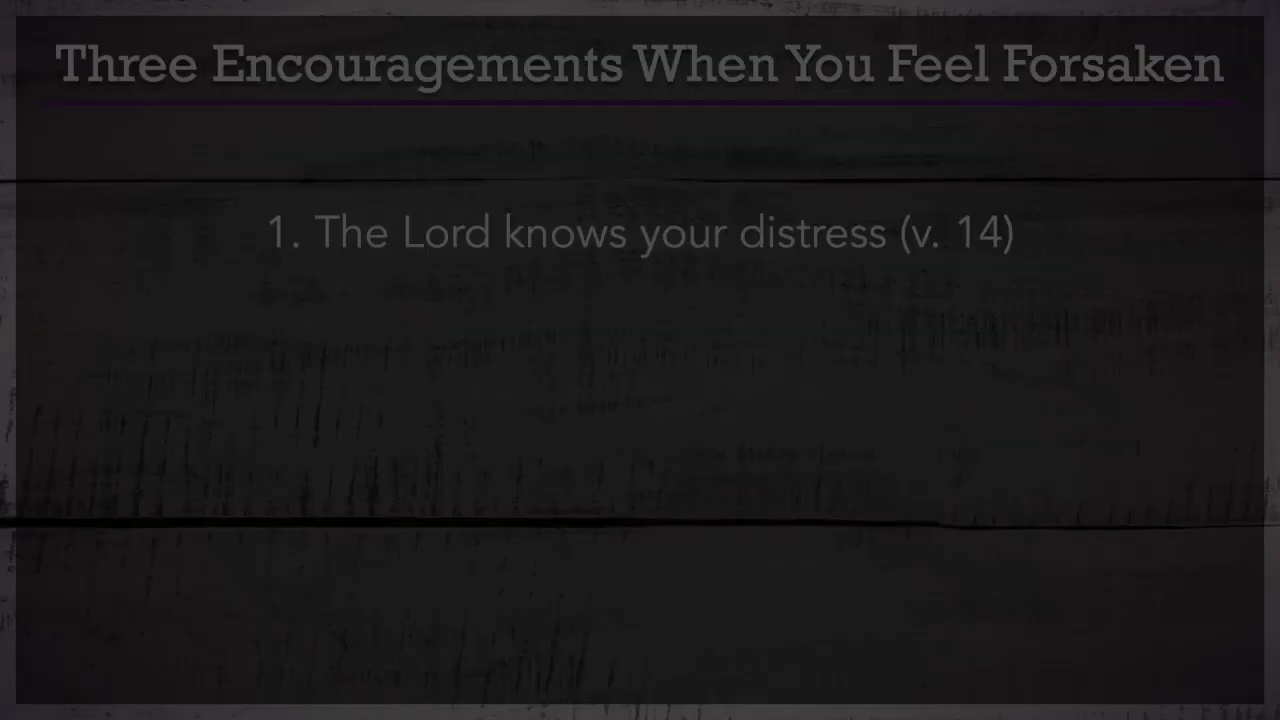 Three Encouragements When You Feel Forsaken
1. The Lord knows your distress (v. 14)